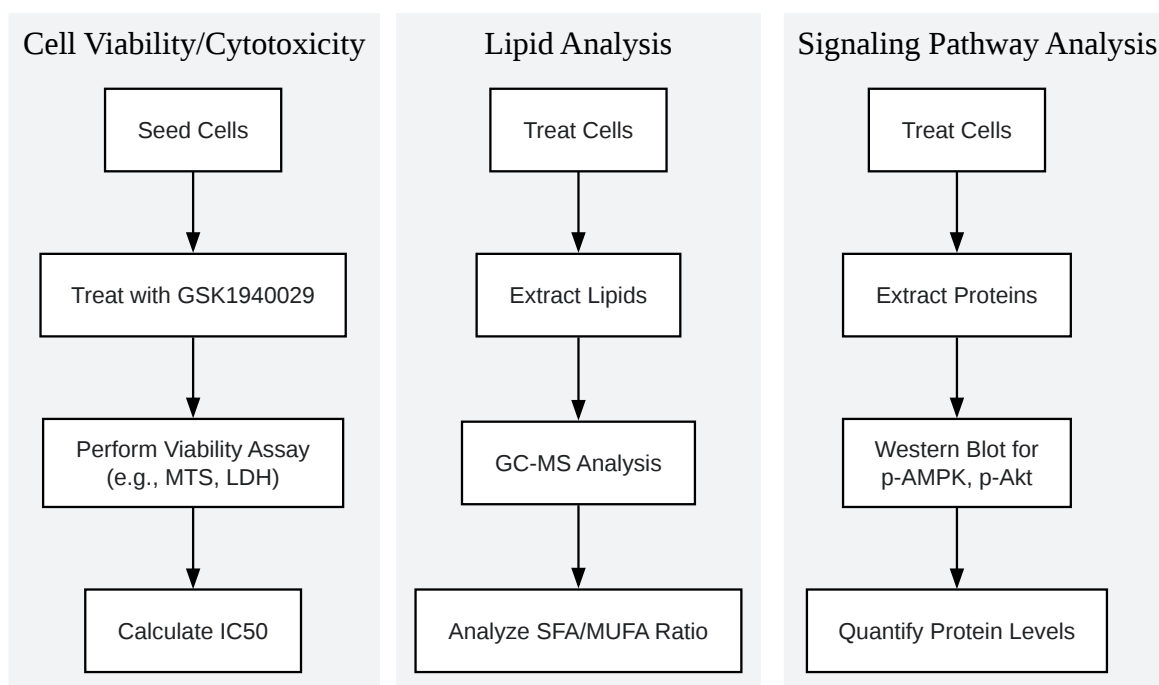 Cell Viability/Cytotoxicity
Seed Cells
Treat with GSK1940029
Perform Viability Assay
(e.g., MTS, LDH)
Calculate IC50
Lipid Analysis
Treat Cells
Extract Lipids
GC-MS Analysis
Analyze SFA/MUFA Ratio
Signaling Pathway Analysis
Treat Cells
Extract Proteins
Western Blot for
p-AMPK, p-Akt
Quantify Protein Levels